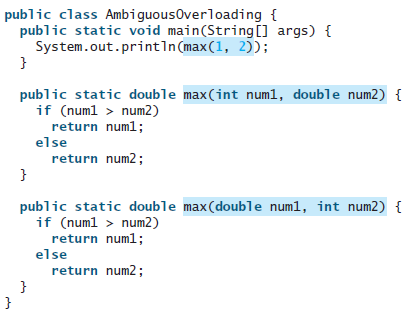 public class AmbiguousOverloading {
  public static void main(String[] args) {
    System.out.println(max(1, 2));
  }

  public static double max(int num1, double num2) {
    if (num1 > num2)
      return num1;
    else
      return num2;
  }

  public static double max(double num1, int num2) {
    if (num1 > num2)
      return num1;
    else
      return num2;
  }
}